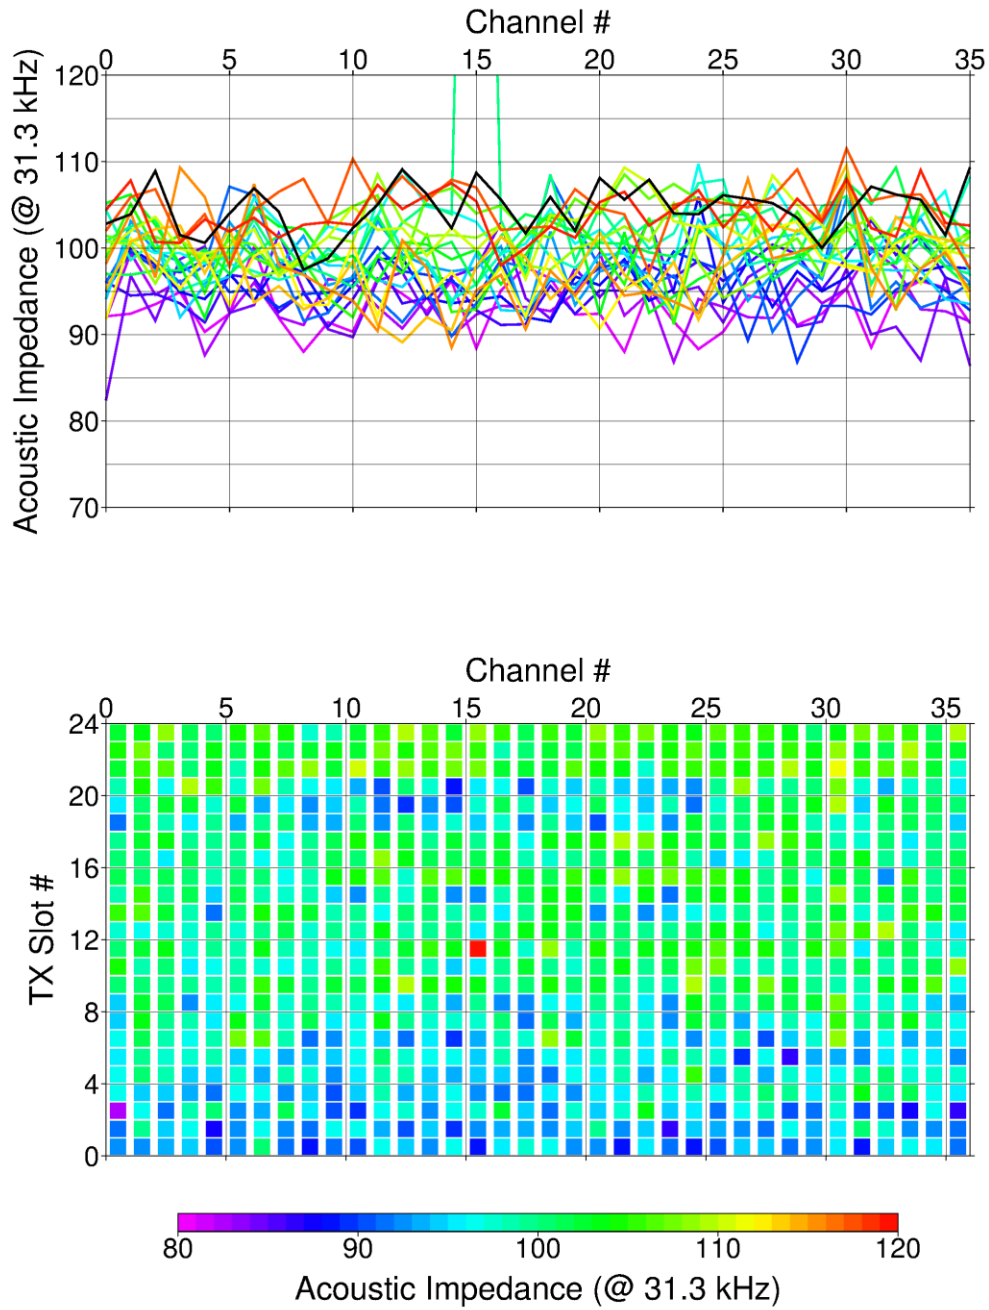 Channel #
0 5 10 15 20 25 30 35
Acoustic Impedance (@ 31.3 kHz)
120
110
100
90
80
70
Channel #
0 5 10 15 20 25 30 35
TX Slot #
24
20
16
12
8
4
0
80 90 100 110 120
Acoustic Impedance (@ 31.3 kHz)